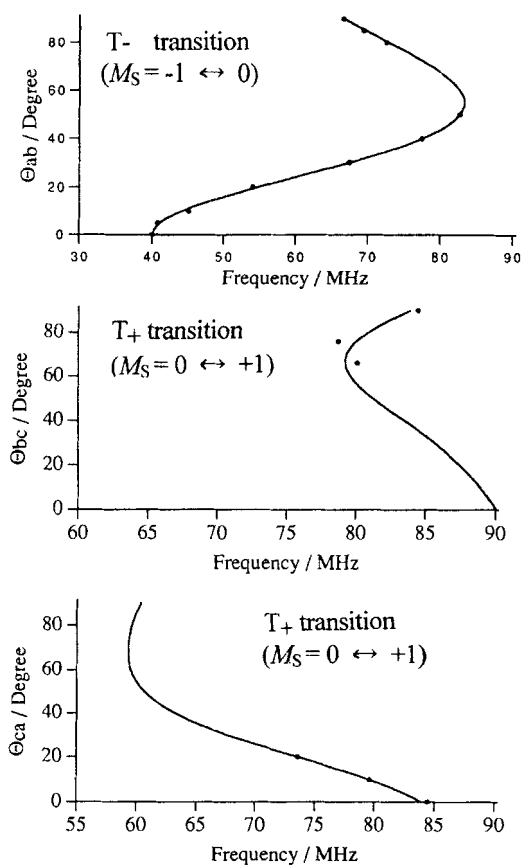 T- transition
(M_S = -1 ↔ 0)
Θab / Degree
80
60
40
20
0
30 40 50 60 70 80 90
Frequency / MHz
T+ transition
(M_S = 0 ↔ +1)
Θbc / Degree
80
60
40
20
0
60 65 70 75 80 85 90
Frequency / MHz
T+ transition
(M_S = 0 ↔ +1)
Θca / Degree
80
60
40
20
0
55 60 65 70 75 80 85 90
Frequency / MHz